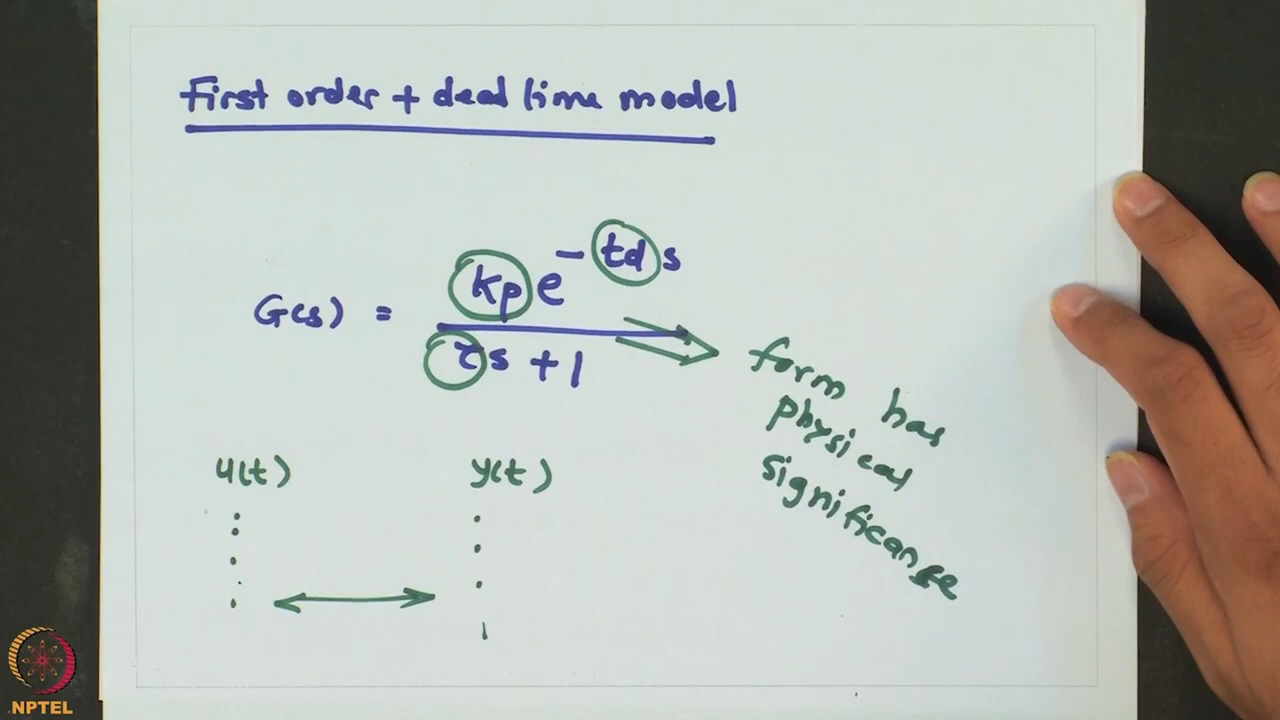 First order + dead time model
G(s) = kp e^{-td s} / τs + 1
form has
physical
significance
u(t) y(t)
NPTEL